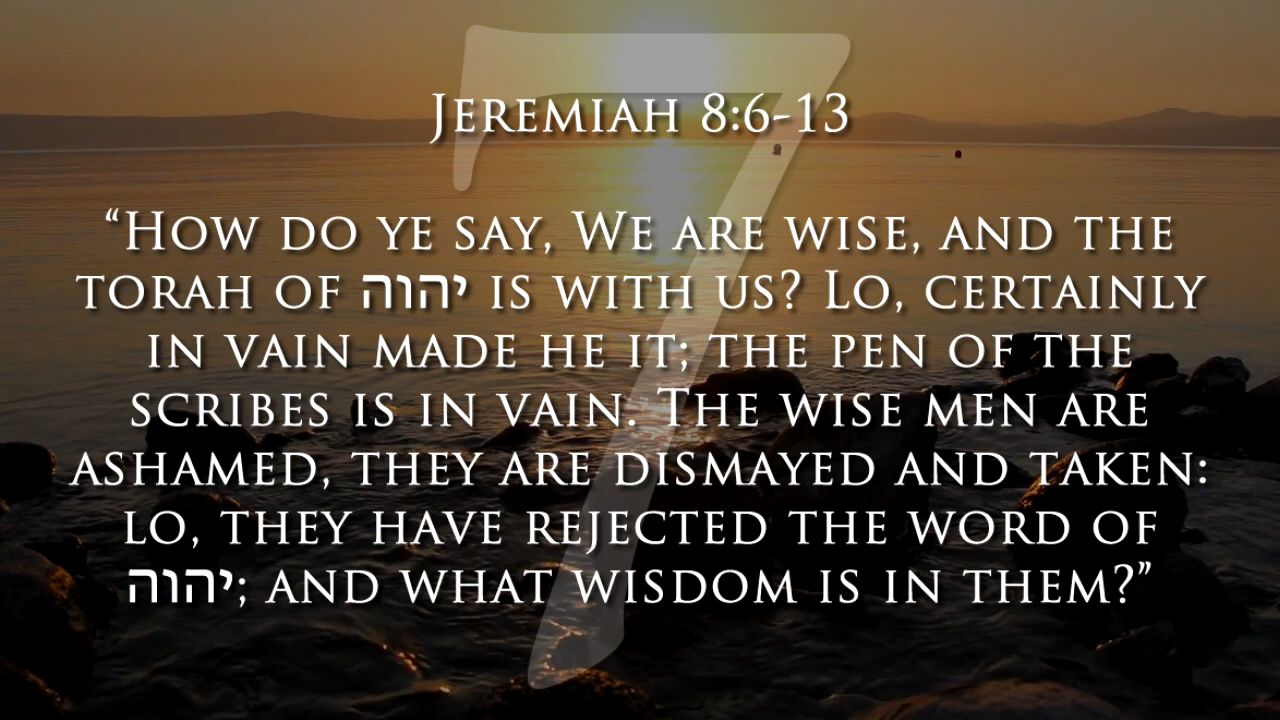 7
Jeremiah 8:6-13
“How do ye say, We are wise, and the
torah of יהוה is with us? Lo, certainly
in vain made he it; the pen of the
scribes is in vain. The wise men are
ashamed, they are dismayed and taken:
lo, they have rejected the word of
יהוה; and what wisdom is in them?”